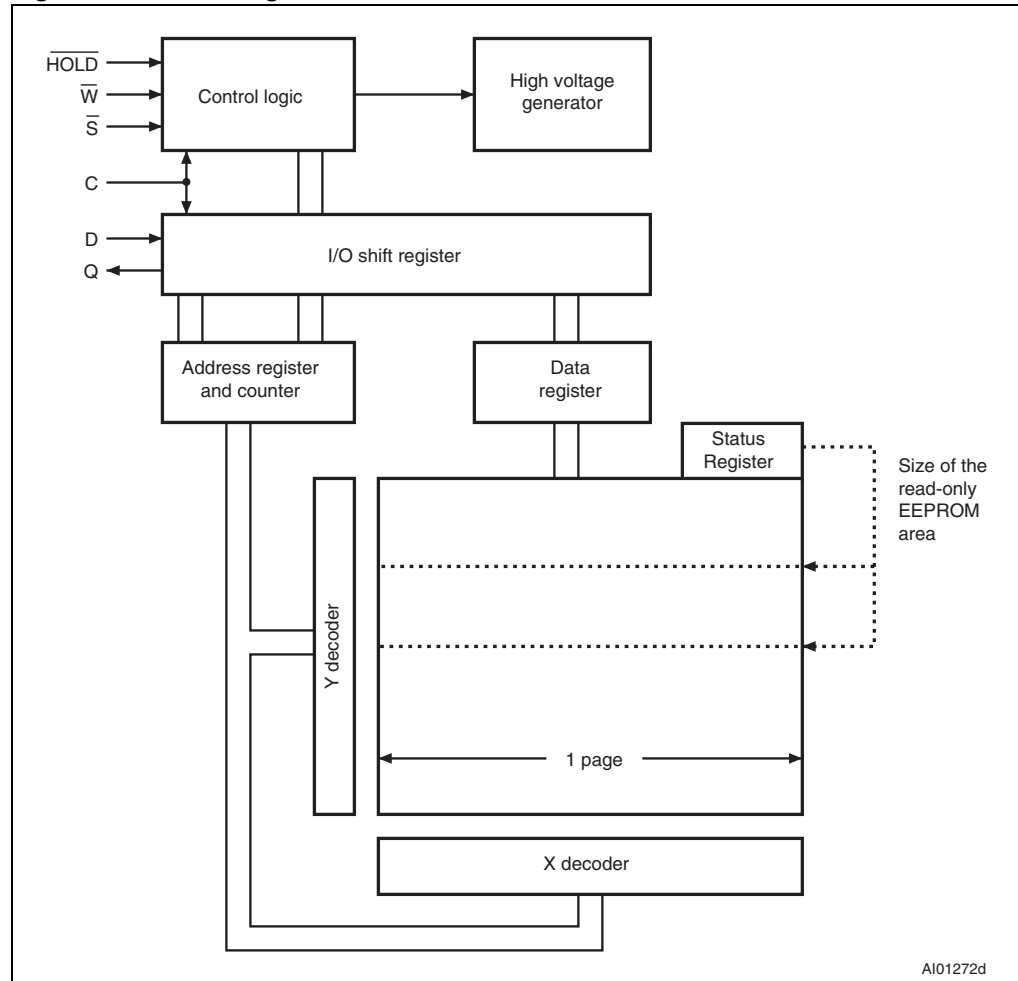 HOLD
W
S
C
D
Q
Control logic
High voltage
generator
I/O shift register
Address register
and counter
Data
register
Status
Register
Size of the
read-only
EEPROM
area
Y decoder
1 page
X decoder
AI01272d